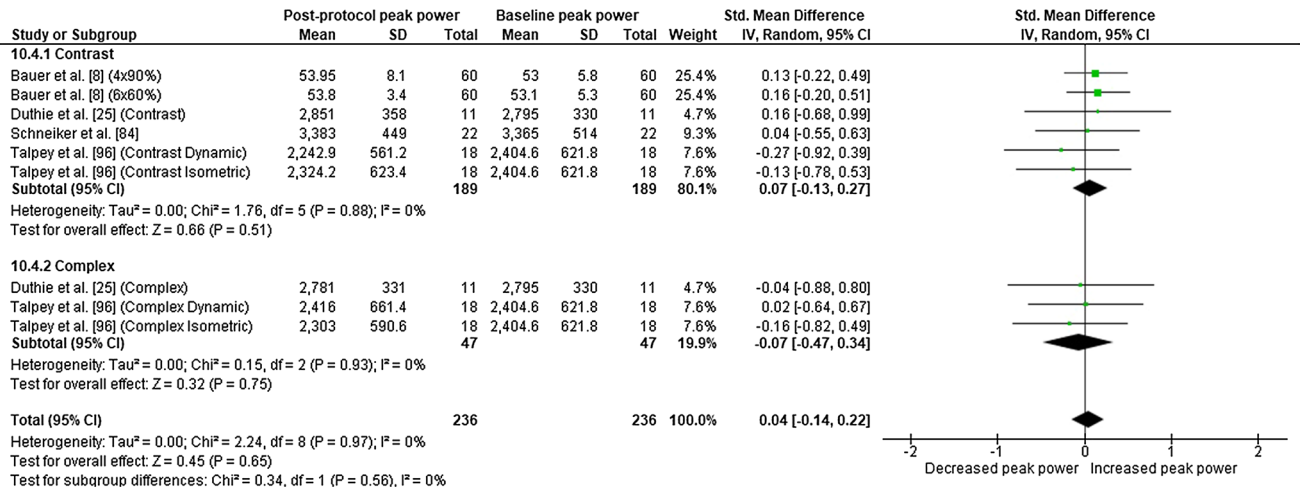 Post-protocol peak power Baseline peak power Std. Mean Difference Std. Mean Difference
Study or Subgroup Mean SD Total Mean SD Total Weight IV, Random, 95% CI IV, Random, 95% CI
10.4.1 Contrast
Bauer et al. [8] (4x90%) 53.95 8.1 60 53 5.8 60 25.4% 0.13 [-0.22, 0.49]
Bauer et al. [8] (6x60%) 53.8 3.4 60 53.1 5.3 60 25.4% 0.16 [-0.20, 0.51]
Duthie et al. [25] (Contrast) 2,851 358 11 2,795 330 11 4.7% 0.16 [-0.68, 0.99]
Schneiker et al. [84] 3,383 449 22 3,365 514 22 9.3% 0.04 [-0.55, 0.63]
Talpey et al. [96] (Contrast Dynamic) 2,242.9 561.2 18 2,404.6 621.8 18 7.6% -0.27 [-0.92, 0.39]
Talpey et al. [96] (Contrast Isometric) 2,324.2 623.4 18 2,404.6 621.8 18 7.6% -0.13 [-0.78, 0.53]
Subtotal (95% CI) 189 189 80.1% 0.07 [-0.13, 0.27]
Heterogeneity: Tau² = 0.00; Chi² = 1.76, df = 5 (P = 0.88); I² = 0%
Test for overall effect: Z = 0.66 (P = 0.51)
10.4.2 Complex
Duthie et al. [25] (Complex) 2,781 331 11 2,795 330 11 4.7% -0.04 [-0.88, 0.80]
Talpey et al. [96] (Complex Dynamic) 2,416 661.4 18 2,404.6 621.8 18 7.6% 0.02 [-0.64, 0.67]
Talpey et al. [96] (Complex Isometric) 2,303 590.6 18 2,404.6 621.8 18 7.6% -0.16 [-0.82, 0.49]
Subtotal (95% CI) 47 47 19.9% -0.07 [-0.47, 0.34]
Heterogeneity: Tau² = 0.00; Chi² = 0.15, df = 2 (P = 0.93); I² = 0%
Test for overall effect: Z = 0.32 (P = 0.75)
Total (95% CI) 236 236 100.0% 0.04 [-0.14, 0.22]
Heterogeneity: Tau² = 0.00; Chi² = 2.24, df = 8 (P = 0.97); I² = 0%
Test for overall effect: Z = 0.45 (P = 0.65)
Test for subgroup differences: Chi² = 0.34, df = 1 (P = 0.56), I² = 0%
-2 -1 0 1 2
Decreased peak power Increased peak power